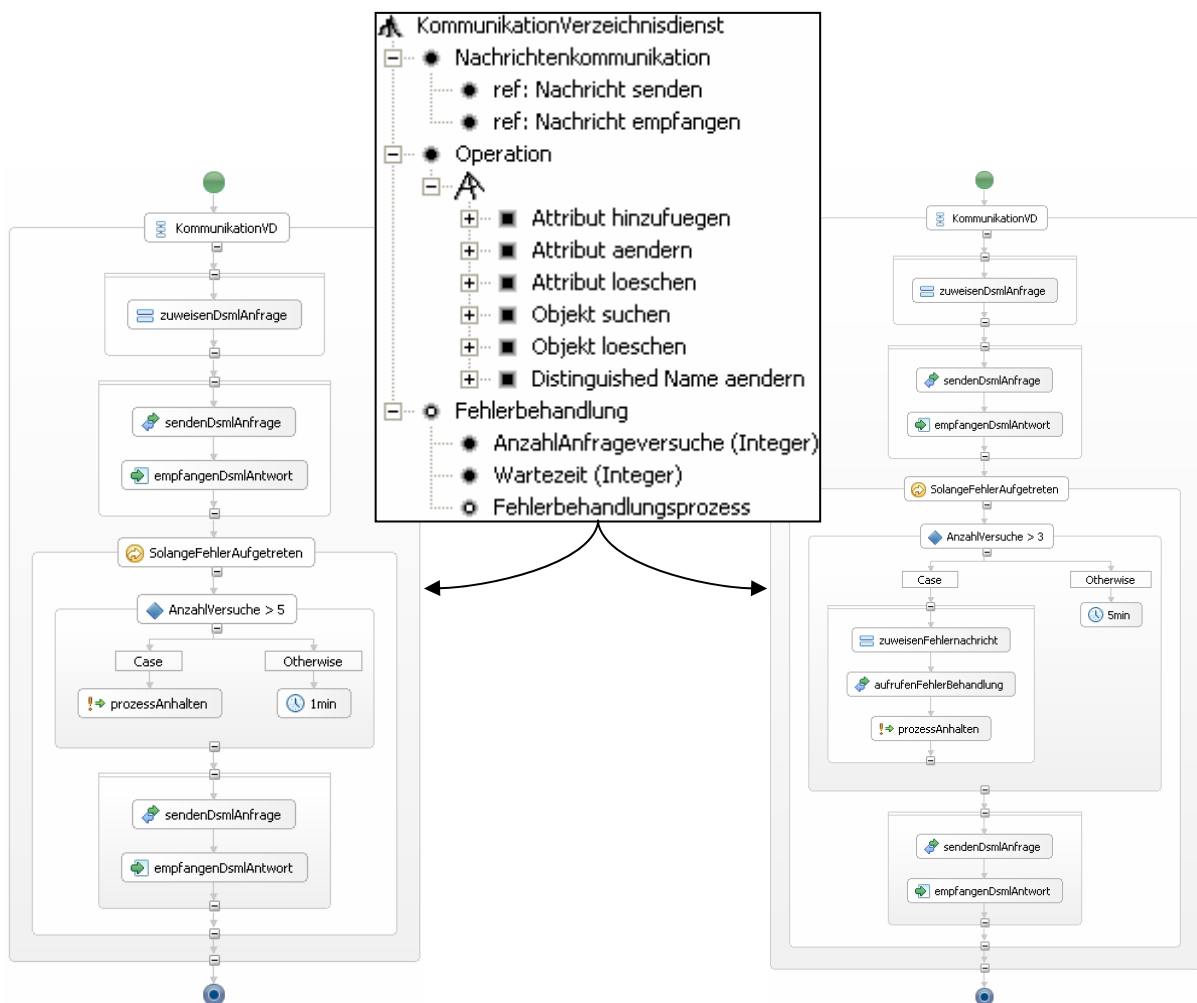 KommunikationVerzeichnisdienst
Nachrichtenkommunikation
ref: Nachricht senden
ref: Nachricht empfangen
Operation
Attribut hinzufuegen
Attribut aendern
Attribut loeschen
Objekt suchen
Objekt loeschen
Distinguished Name aendern
Fehlerbehandlung
AnzahlAnfrageversuche (Integer)
Wartezeit (Integer)
Fehlerbehandlungsprozess
KommunikationVD
zuweisenDsmlAnfrage
sendenDsmlAnfrage
empfangenDsmlAntwort
SolangeFehlerAufgetreten
AnzahlVersuche > 5
Case Otherwise
prozessAnhalten 1min
sendenDsmlAnfrage
empfangenDsmlAntwort
KommunikationVD
zuweisenDsmlAnfrage
sendenDsmlAnfrage
empfangenDsmlAntwort
SolangeFehlerAufgetreten
AnzahlVersuche > 3
Case Otherwise
5min
zuweisenFehlernachricht
aufrufenFehlerBehandlung
prozessAnhalten
sendenDsmlAnfrage
empfangenDsmlAntwort